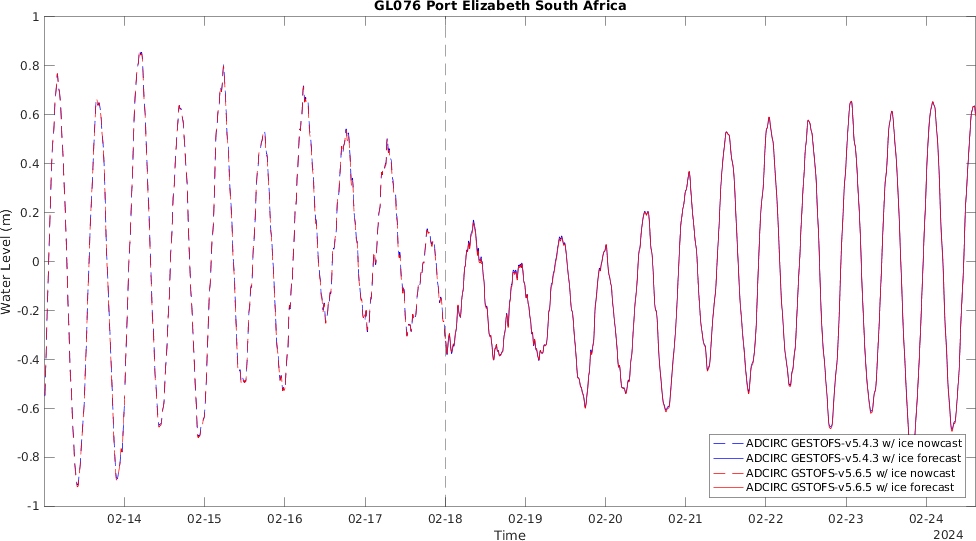 GL076 Port Elizabeth South Africa
Water Level (m)
1
0.8
0.6
0.4
0.2
0
-0.2
-0.4
-0.6
-0.8
-1
ADCIRC GESTOFS-v5.4.3 w/ ice nowcast
ADCIRC GESTOFS-v5.4.3 w/ ice forecast
ADCIRC GSTOFS-v5.6.5 w/ ice nowcast
ADCIRC GSTOFS-v5.6.5 w/ ice forecast
02-14 02-15 02-16 02-17 02-18 02-19 02-20 02-21 02-22 02-23 02-24
Time
2024